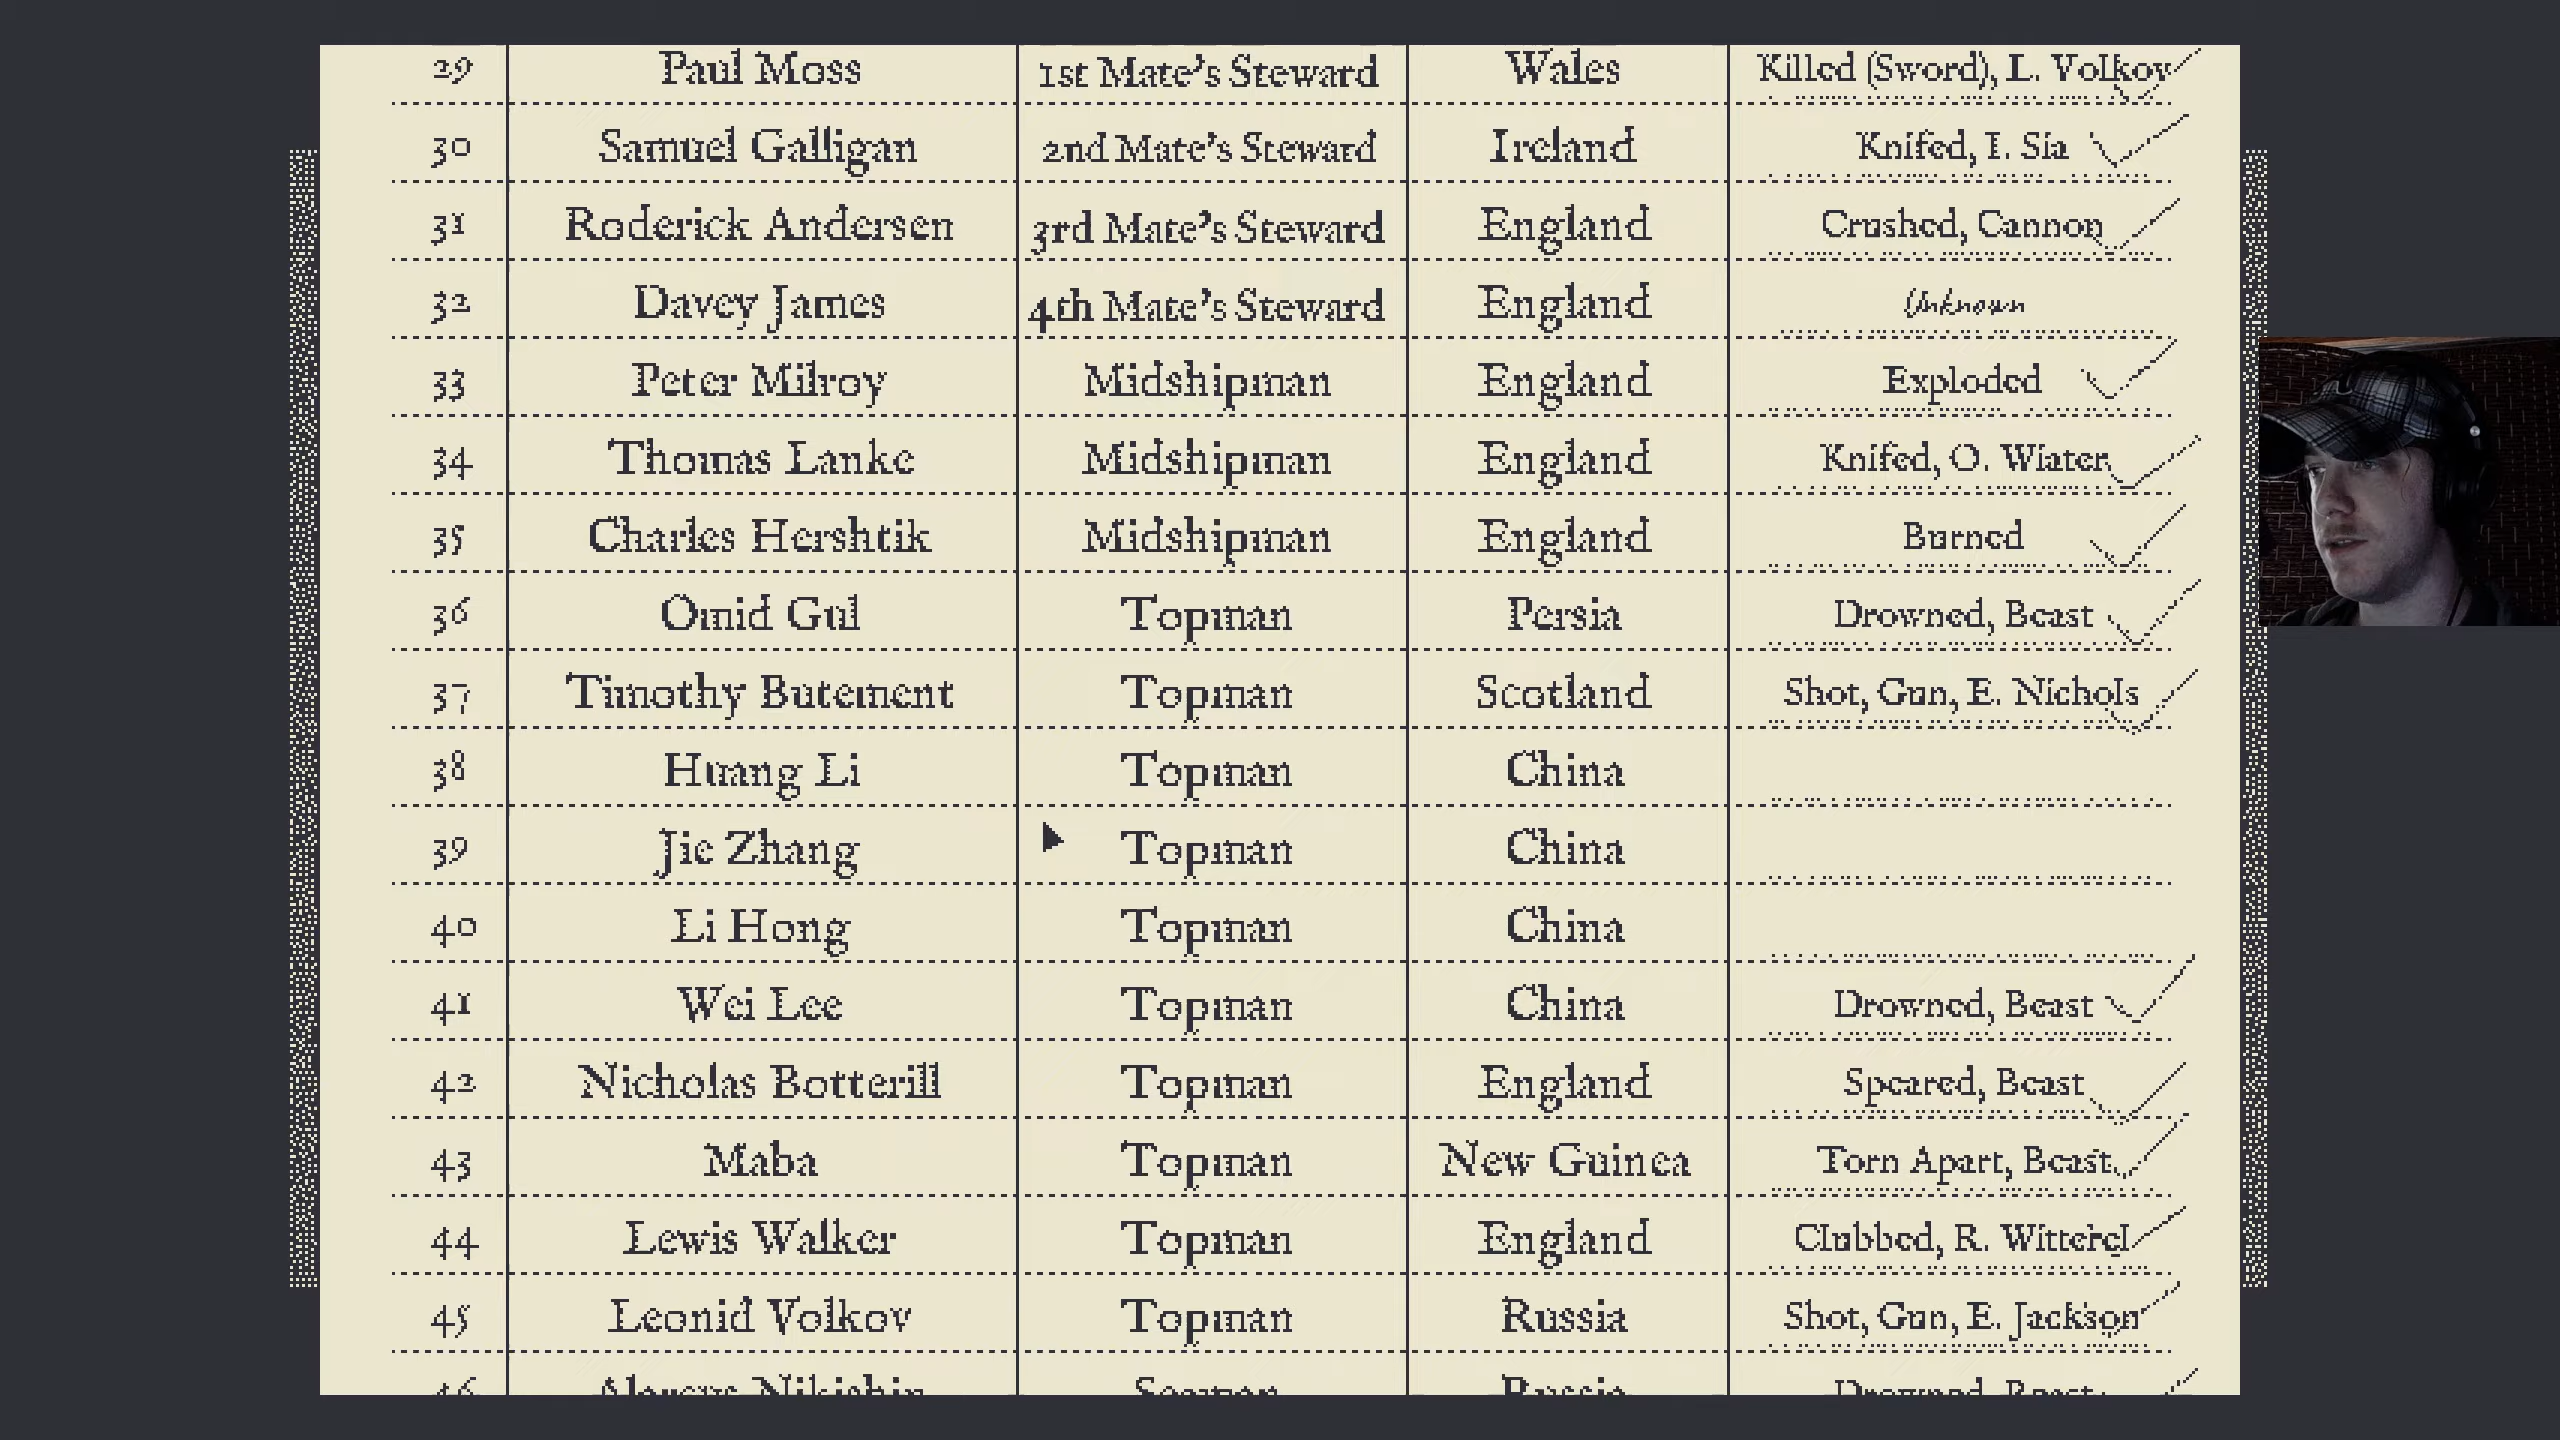 29 Paul Moss 1st Mate's Steward Wales Killed (Sword), L. Volkov
30 Samuel Galligan 2nd Mate's Steward Ireland Knifed, I. Sia
31 Roderick Andersen 3rd Mate's Steward England Crushed, Cannon
32 Davey James 4th Mate's Steward England Unknown
33 Peter Milroy Midshipman England Exploded
34 Thomas Lanke Midshipman England Knifed, O. Wiater
35 Charles Hershtik Midshipman England Burned
36 Omid Gul Topman Persia Drowned, Beast
37 Timothy Butement Topman Scotland Shot, Gun, E. Nichols
38 Huang Li Topman China
39 Jie Zhang Topman China
40 Li Hong Topman China
41 Wei Lee Topman China Drowned, Beast
42 Nicholas Botterill Topman England Speared, Beast
43 Maba Topman New Guinea Torn Apart, Beast
44 Lewis Walker Topman England Clubbed, R. Witterel
45 Leonid Volkov Topman Russia Shot, Gun, E. Jackson
46 Nikishin Seaman Russia Drowned, Beast